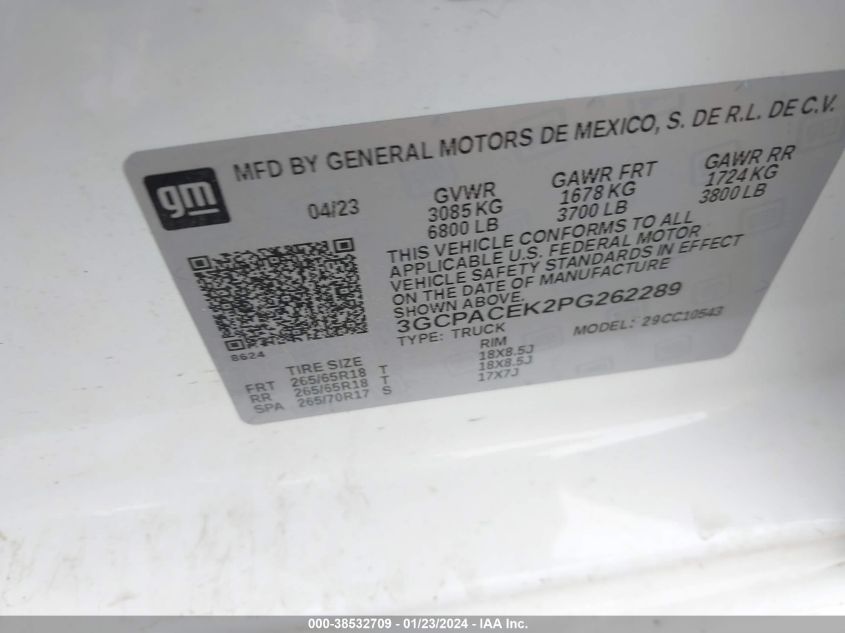 gm
MFD BY GENERAL MOTORS DE MEXICO, S. DE R.L. DE C.V.
04/23
GVWR
3085 KG
6800 LB
GAWR FRT
1678 KG
3700 LB
GAWR RR
1724 KG
3800 LB
THIS VEHICLE CONFORMS TO ALL
APPLICABLE U.S. FEDERAL MOTOR
VEHICLE SAFETY STANDARDS IN EFFECT
ON THE DATE OF MANUFACTURE
SHOWN ABOVE.
3GCPACEK2PG262289
TYPE: TRUCK MODEL: 29CC10543
8624
TIRE SIZE RIM
FRT 265/65R18 T 18X8.5J
RR 265/65R18 T 18X8.5J
SPA 265/70R17 S 17X7J
000-38532709 - 01/23/2024 - IAA Inc.